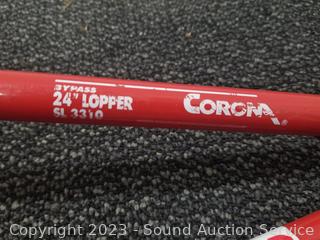 BYPASS
24" LOPPER
SL 3310
CORONA
Copyright 2023 - Sound Auction Service